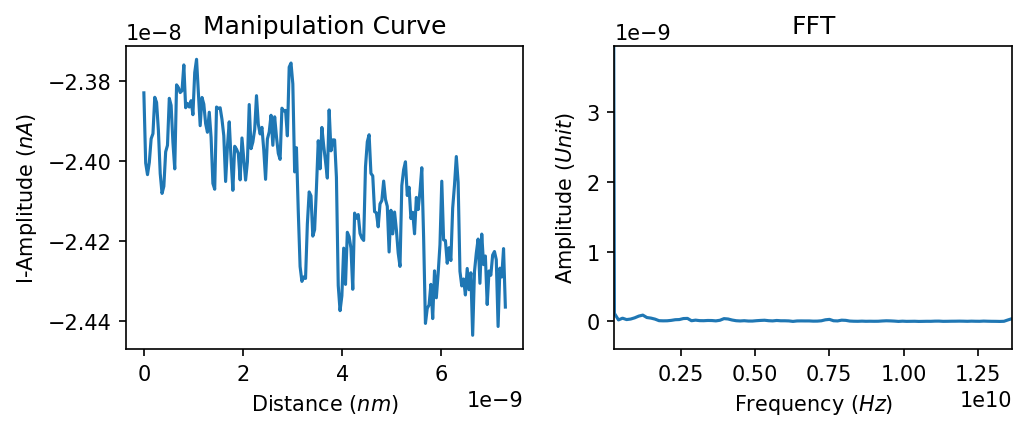 Manipulation Curve
1e−8
I-Amplitude (nA)
−2.38
−2.40
−2.42
−2.44
0 2 4 6
1e−9
Distance (nm)
FFT
1e−9
Amplitude (Unit)
3
2
1
0
0.25 0.50 0.75 1.00 1.25
1e10
Frequency (Hz)